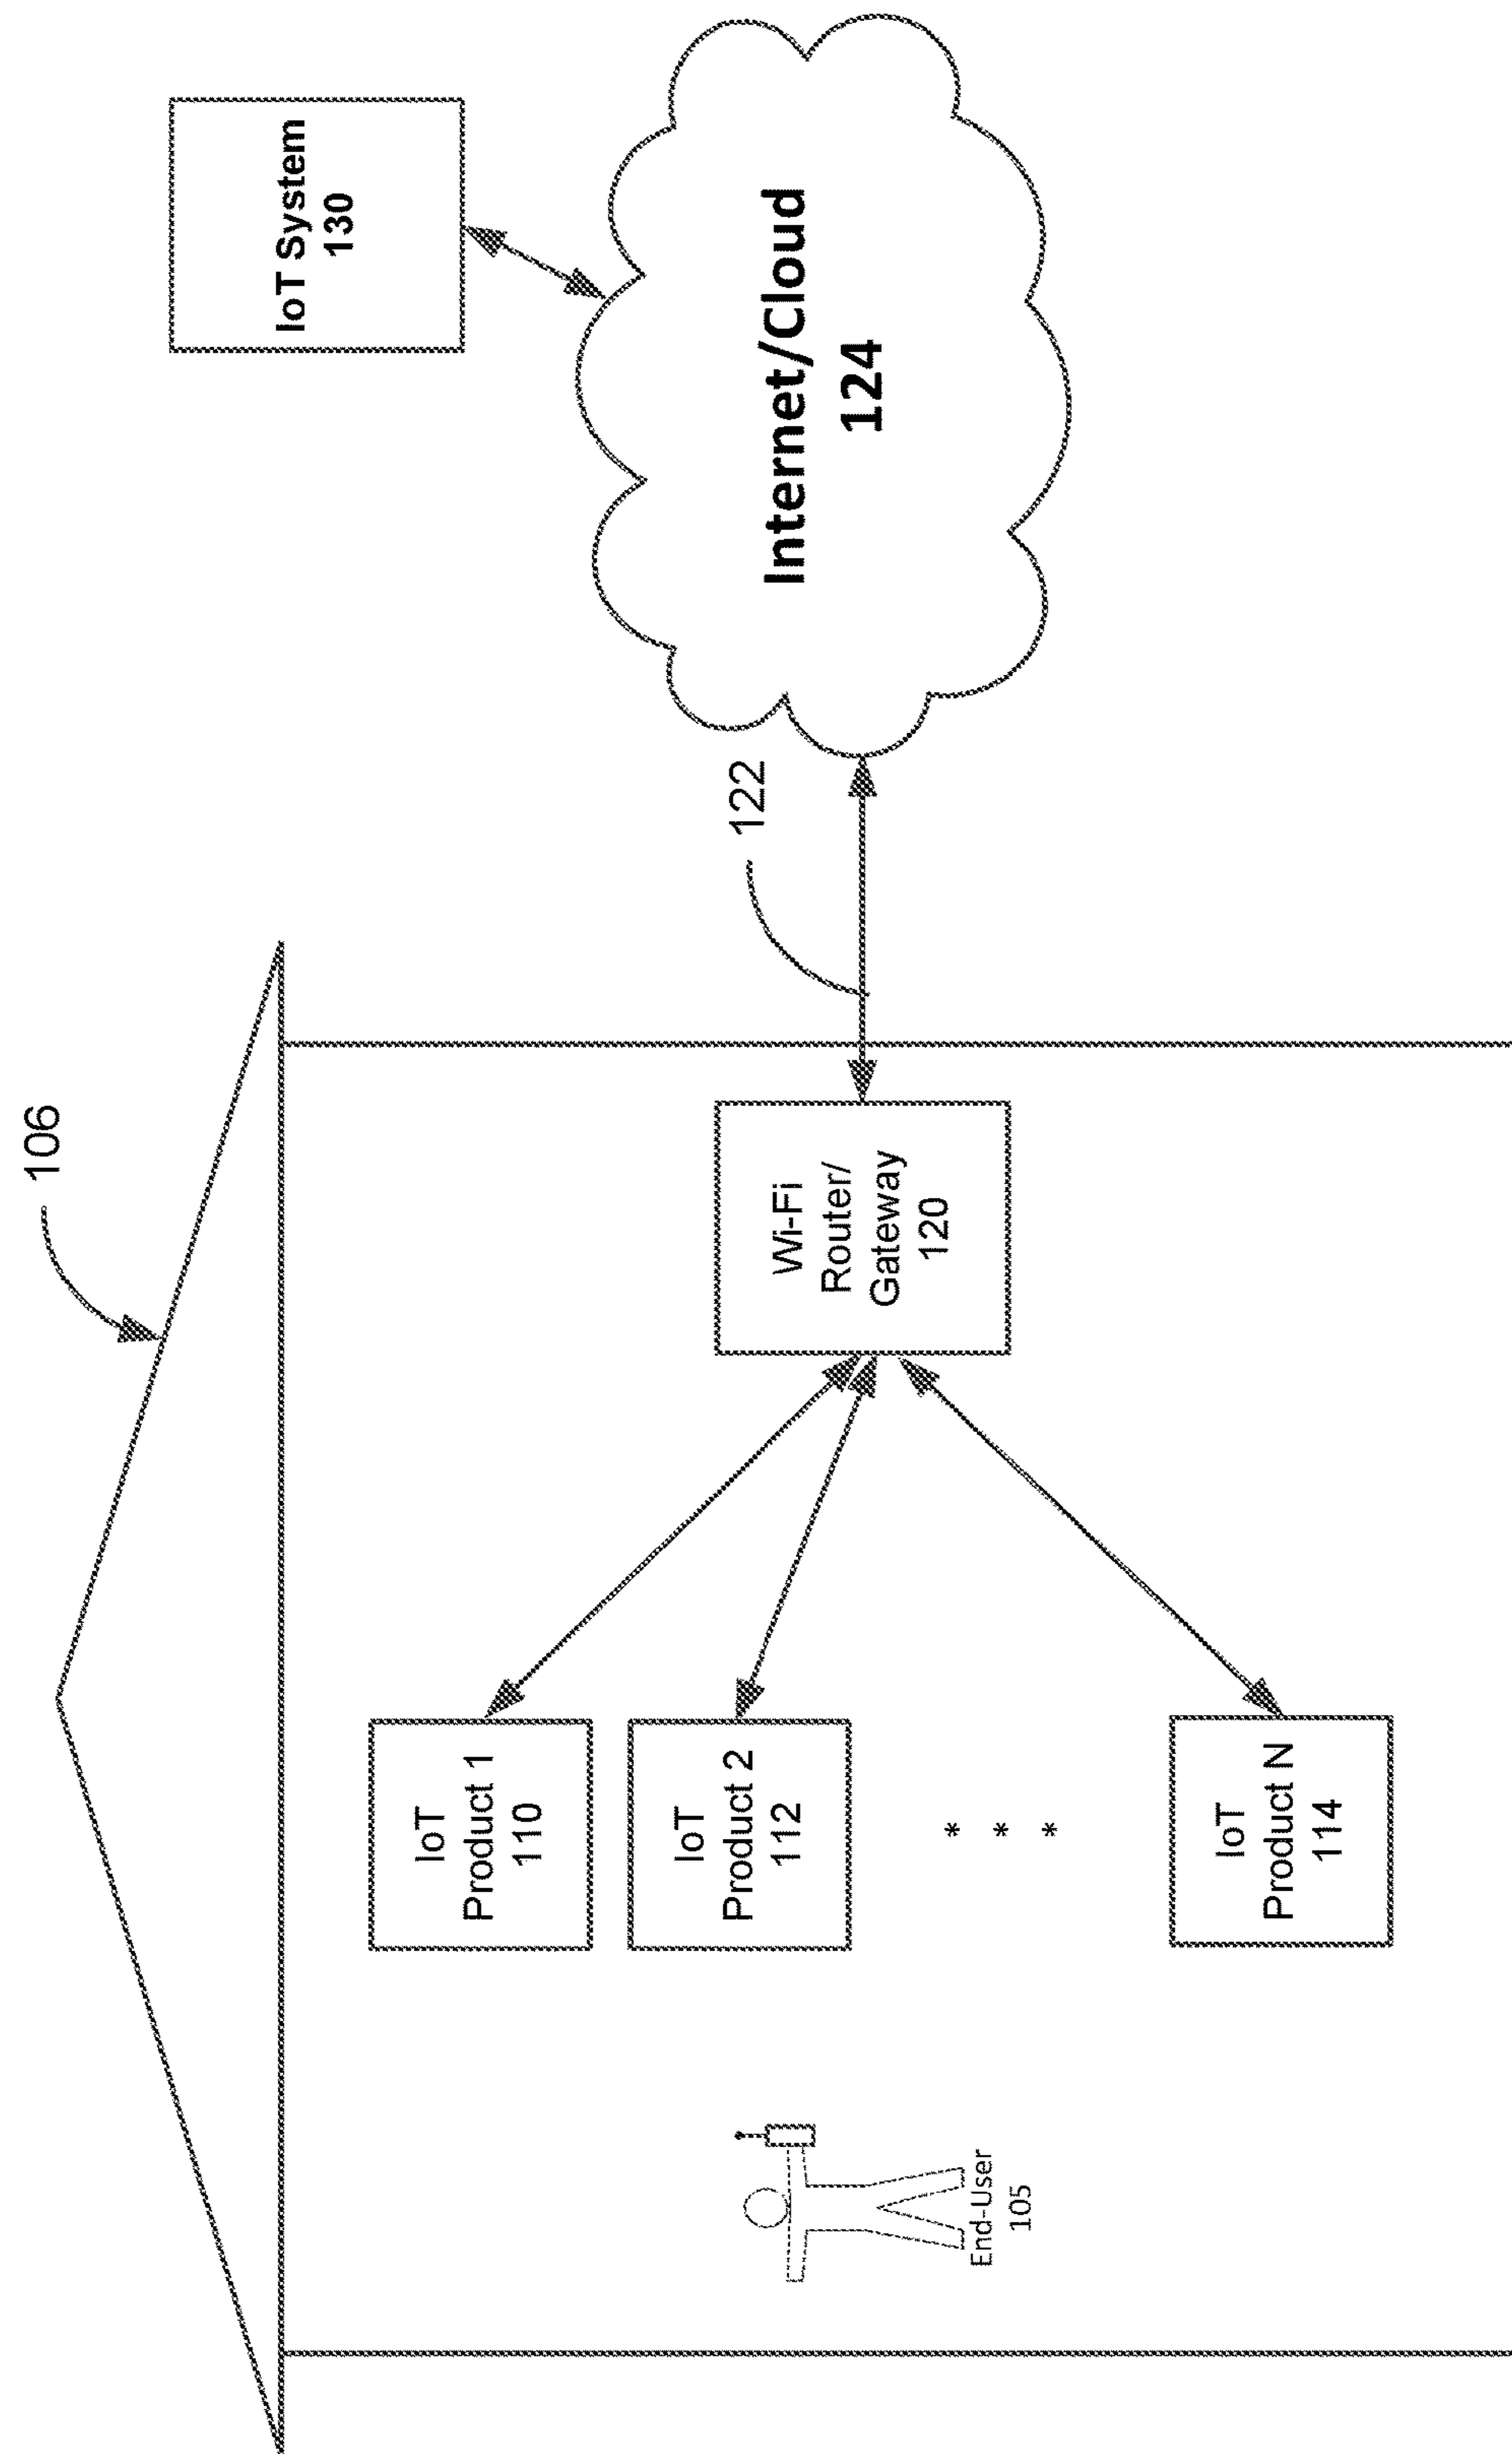 106
IoT System
130
Internet/Cloud
124
122
Wi-Fi
Router/
Gateway
120
IoT
Product 1
110
IoT
Product 2
112
* * *
IoT
Product N
114
End-User
105